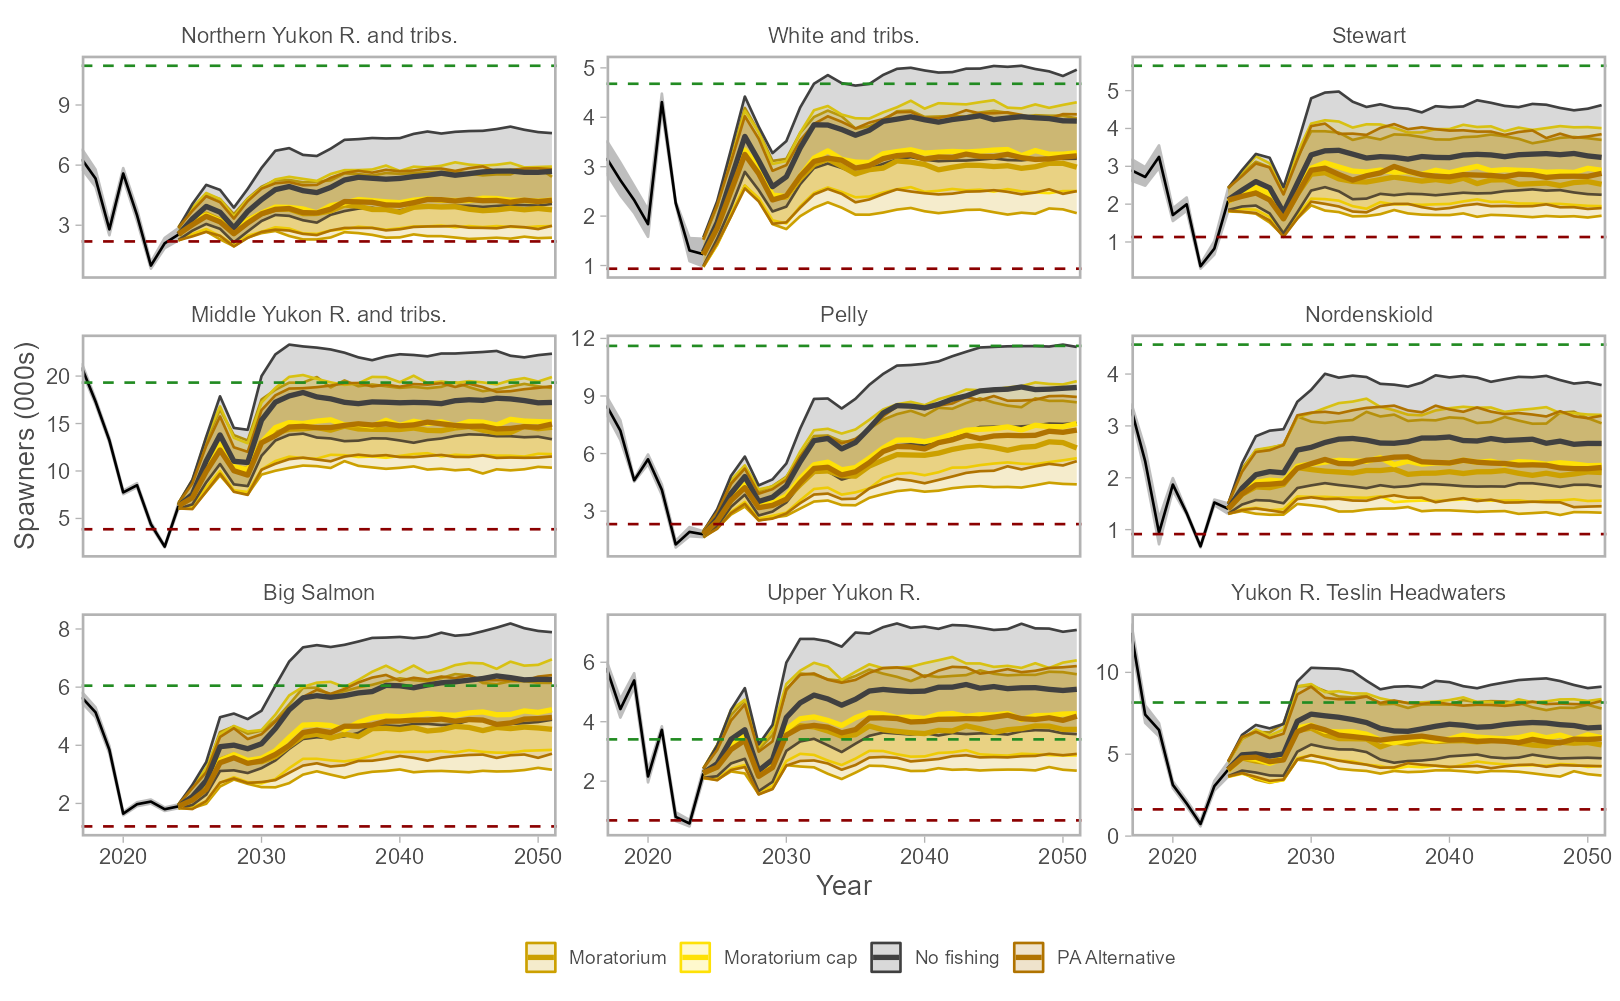 Northern Yukon R. and tribs.
White and tribs.
Stewart
9
6
3
5
4
3
2
1
5
4
3
2
1
Middle Yukon R. and tribs.
Pelly
Nordenskiold
20
15
10
5
12
9
6
3
4
3
2
1
Spawners (000s)
Big Salmon
Upper Yukon R.
Yukon R. Teslin Headwaters
8
6
4
2
6
4
2
10
5
0
2020 2030 2040 2050
2020 2030 2040 2050
2020 2030 2040 2050
Year
Moratorium Moratorium cap No fishing PA Alternative